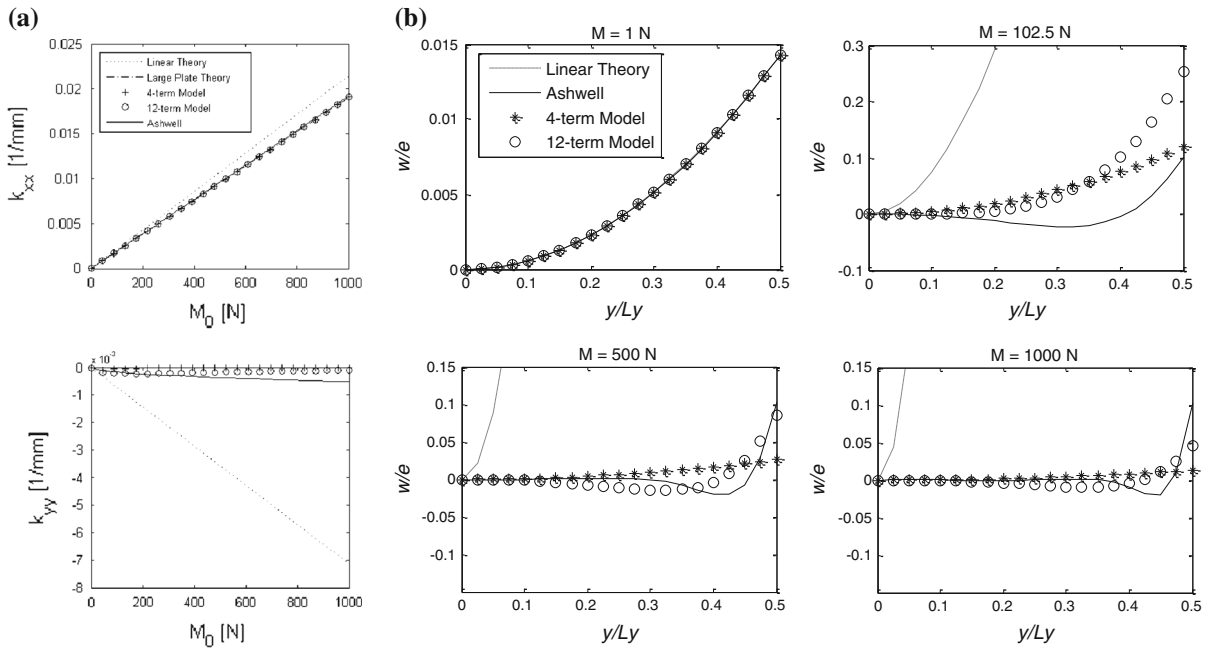 (a)
0.025
0.02
0.015
0.01
0.005
0
k_xx [1/mm]
Linear Theory
Large Plate Theory
4-term Model
12-term Model
Ashwell
0 200 400 600 800 1000
M_0 [N]
x 10^-3
0
-1
-2
-3
-4
-5
-6
-7
-8
k_yy [1/mm]
0 200 400 600 800 1000
M_0 [N]
(b)
M = 1 N
0.015
0.01
0.005
0
w/e
Linear Theory
Ashwell
4-term Model
12-term Model
0 0.1 0.2 0.3 0.4 0.5
y/Ly
M = 102.5 N
0.3
0.2
0.1
0
-0.1
w/e
0 0.1 0.2 0.3 0.4 0.5
y/Ly
M = 500 N
0.15
0.1
0.05
0
-0.05
-0.1
w/e
0 0.1 0.2 0.3 0.4 0.5
y/Ly
M = 1000 N
0.15
0.1
0.05
0
-0.05
-0.1
w/e
0 0.1 0.2 0.3 0.4 0.5
y/Ly